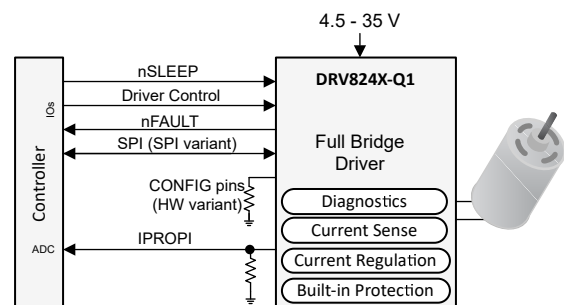 4.5 - 35 V
nSLEEP
DRV824X-Q1
Driver Control
IOs
nFAULT
SPI (SPI variant)
Full Bridge
Driver
Controller
CONFIG pins
(HW variant)
Diagnostics
Current Sense
ADC
IPROPI
Current Regulation
Built-in Protection